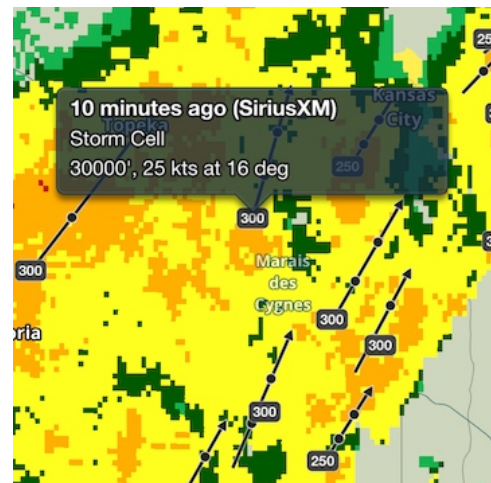 25
10 minutes ago (SiriusXM)
Topeka
Kansas
City
Storm Cell
30000', 25 kts at 16 deg
250
300
300
Marais
des
Cygnes
300
oria
300
300
250